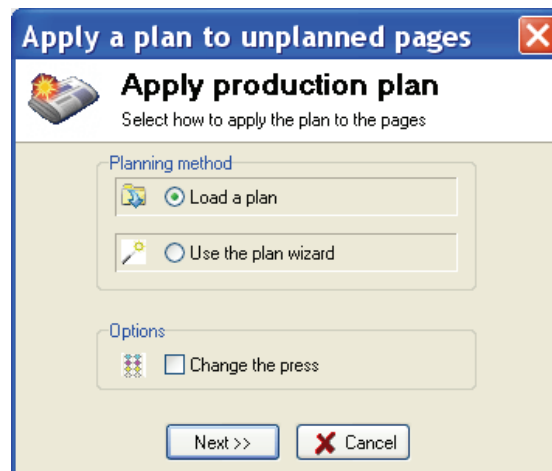 Apply a plan to unplanned pages
Apply production plan
Select how to apply the plan to the pages
Planning method
Load a plan
Use the plan wizard
Options
Change the press
Next >>
Cancel